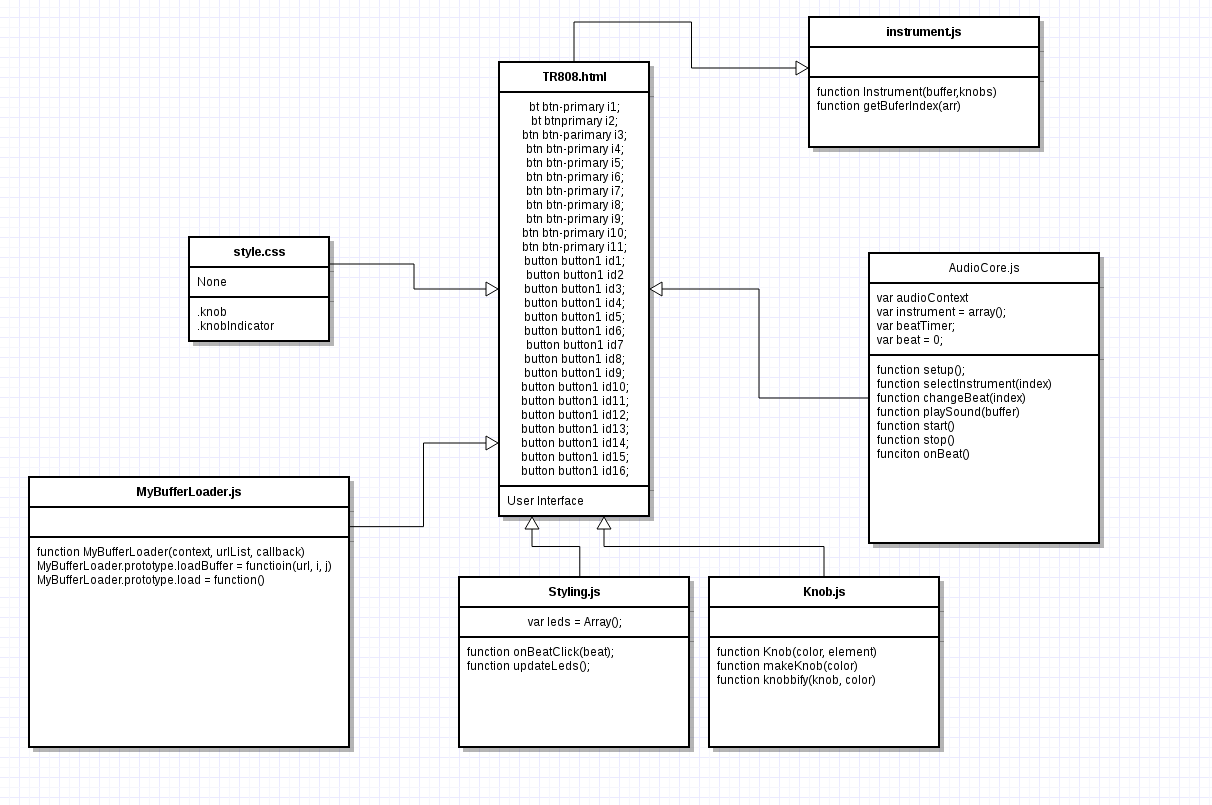 instrument.js
function Instrument(buffer,knobs)
function getBuferIndex(arr)
TR808.html
bt btn-primary i1;
bt btnprimary i2;
btn btn-parimary i3;
btn btn-primary i4;
btn btn-primary i5;
btn btn-primary i6;
btn btn-primary i7;
btn btn-primary i8;
btn btn-primary i9;
btn btn-primary i10;
btn btn-primary i11;
button button1 id1;
button button1 id2
button button1 id3;
button button1 id4;
button button1 id5;
button button1 id6;
button button1 id7
button button1 id8;
button button1 id9;
button button1 id10;
button button1 id11;
button button1 id12;
button button1 id13;
button button1 id14;
button button1 id15;
button button1 id16;
User Interface
style.css
None
.knob
.knobIndicator
AudioCore.js
var audioContext
var instrument = array();
var beatTimer;
var beat = 0;
function setup();
function selectInstrument(index)
function changeBeat(index)
function playSound(buffer)
function start()
function stop()
funciton onBeat()
MyBufferLoader.js
function MyBufferLoader(context, urlList, callback)
MyBufferLoader.prototype.loadBuffer = functioin(url, i, j)
MyBufferLoader.prototype.load = function()
Styling.js
var leds = Array();
function onBeatClick(beat);
function updateLeds();
Knob.js
function Knob(color, element)
function makeKnob(color)
function knobbify(knob, color)